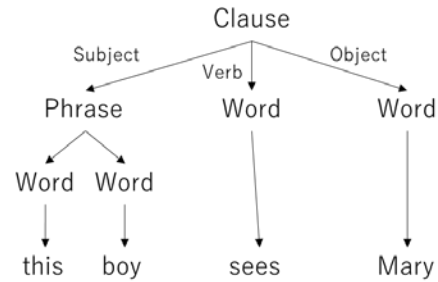 Clause
Subject Verb Object
Phrase Word Word
Word Word
this boy sees Mary